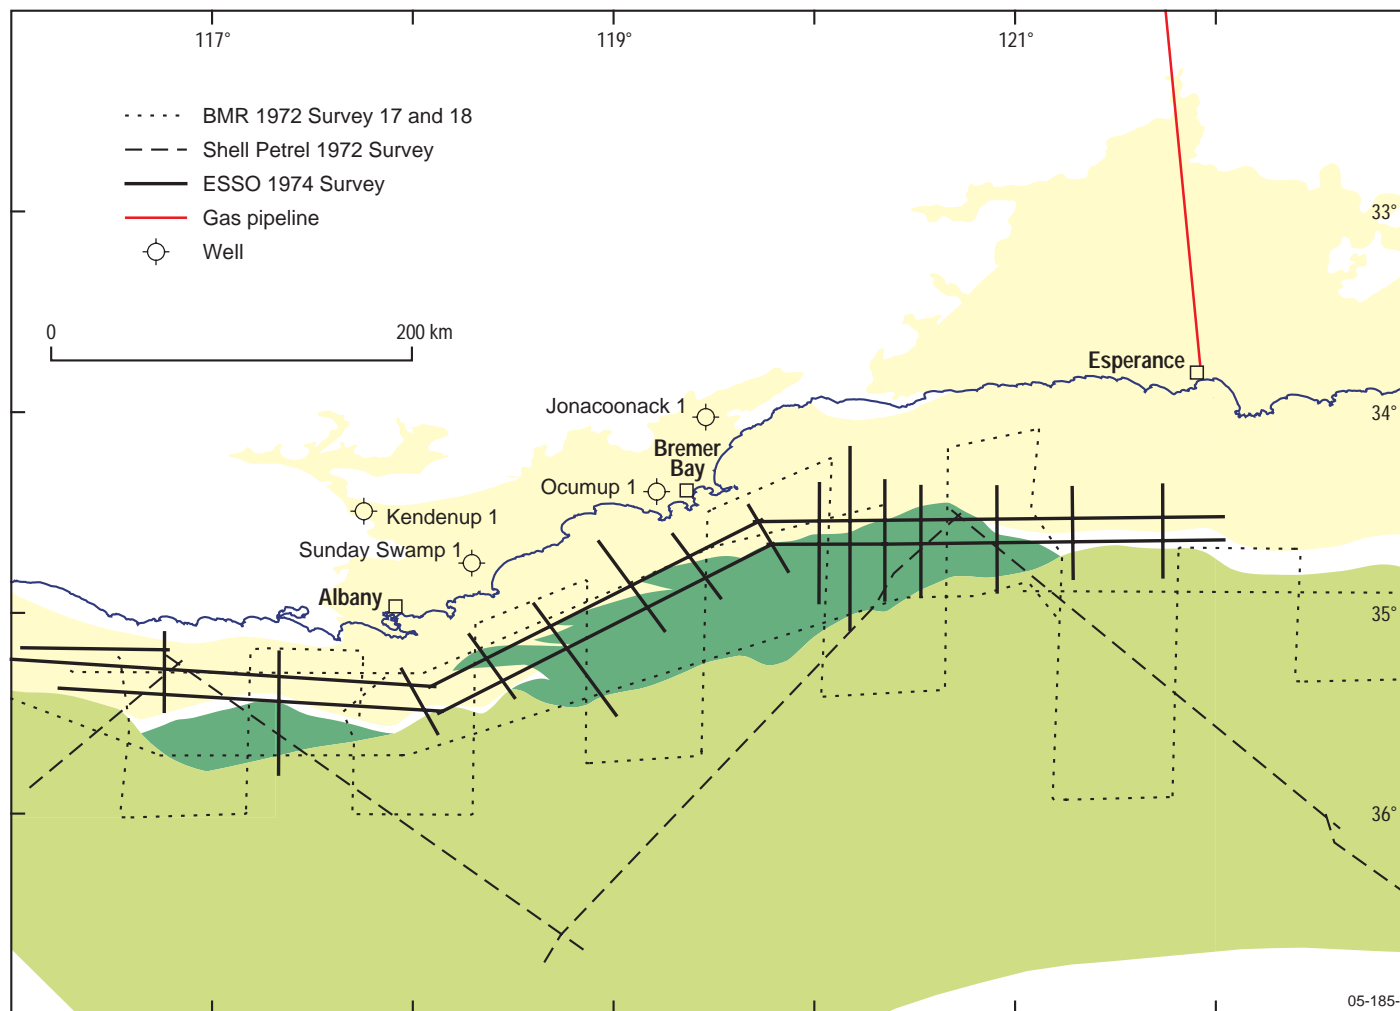 117°
119°
121°
BMR 1972 Survey 17 and 18
Shell Petrel 1972 Survey
ESSO 1974 Survey
Gas pipeline
Well
33°
0
200 km
Esperance
Jonacoonack 1
34°
Bremer
Bay
Ocumup 1
Kendenup 1
Sunday Swamp 1
Albany
35°
36°
05-185-